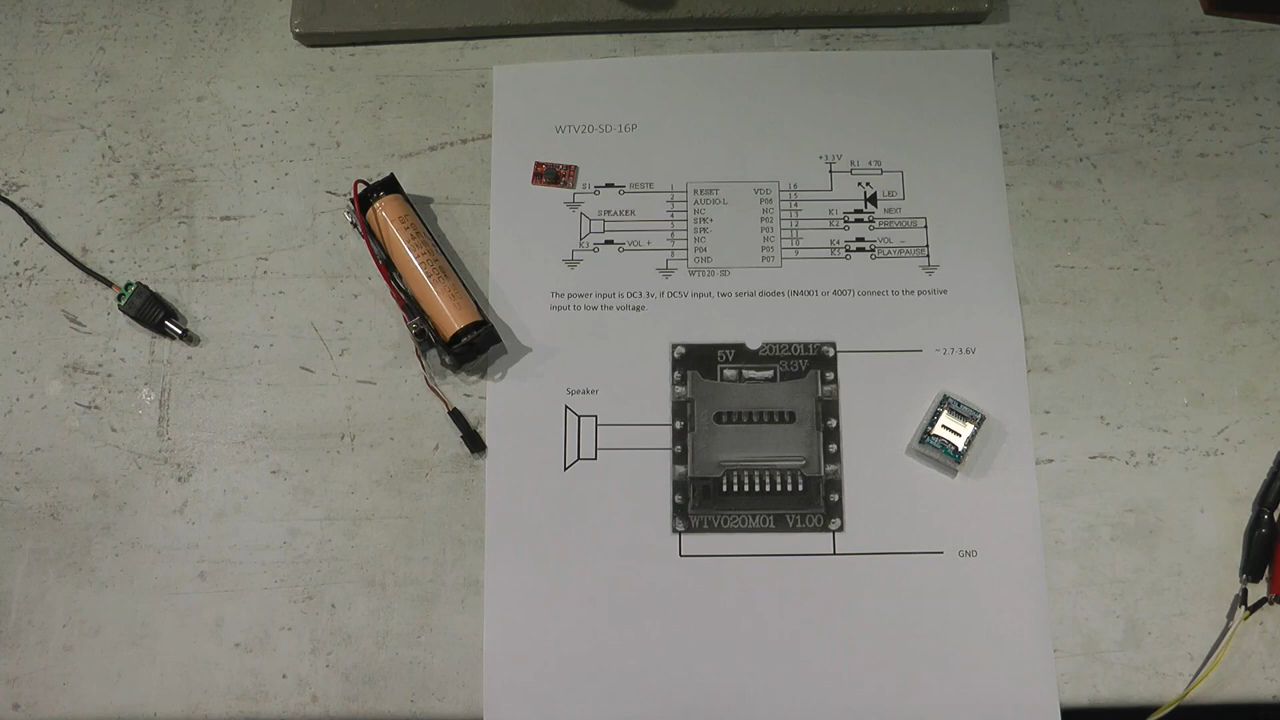 WTV20-SD-16P
+3.3V
R1 470
S1 RESTE
1 RESET VDD 16
2 AUDIO-L P06 15
LED
3 NC NC 14
K1 NEXT
SPEAKER
4 SPK+ P02 13
K2 PREVIOUS
5 SPK- P03 12
6 NC NC 11
K3 VOL +
7 P04 P05 10
K4 VOL -
8 GND P07 9
K5 PLAY/PAUSE
WT020-SD
The power input is DC3.3v, if DC5V input, two serial diodes (IN4001 or 4007) connect to the positive
input to low the voltage.
5V 2012.01.12
3.3V
~ 2.7-3.6V
Speaker
WTV020M01 V1.00
GND